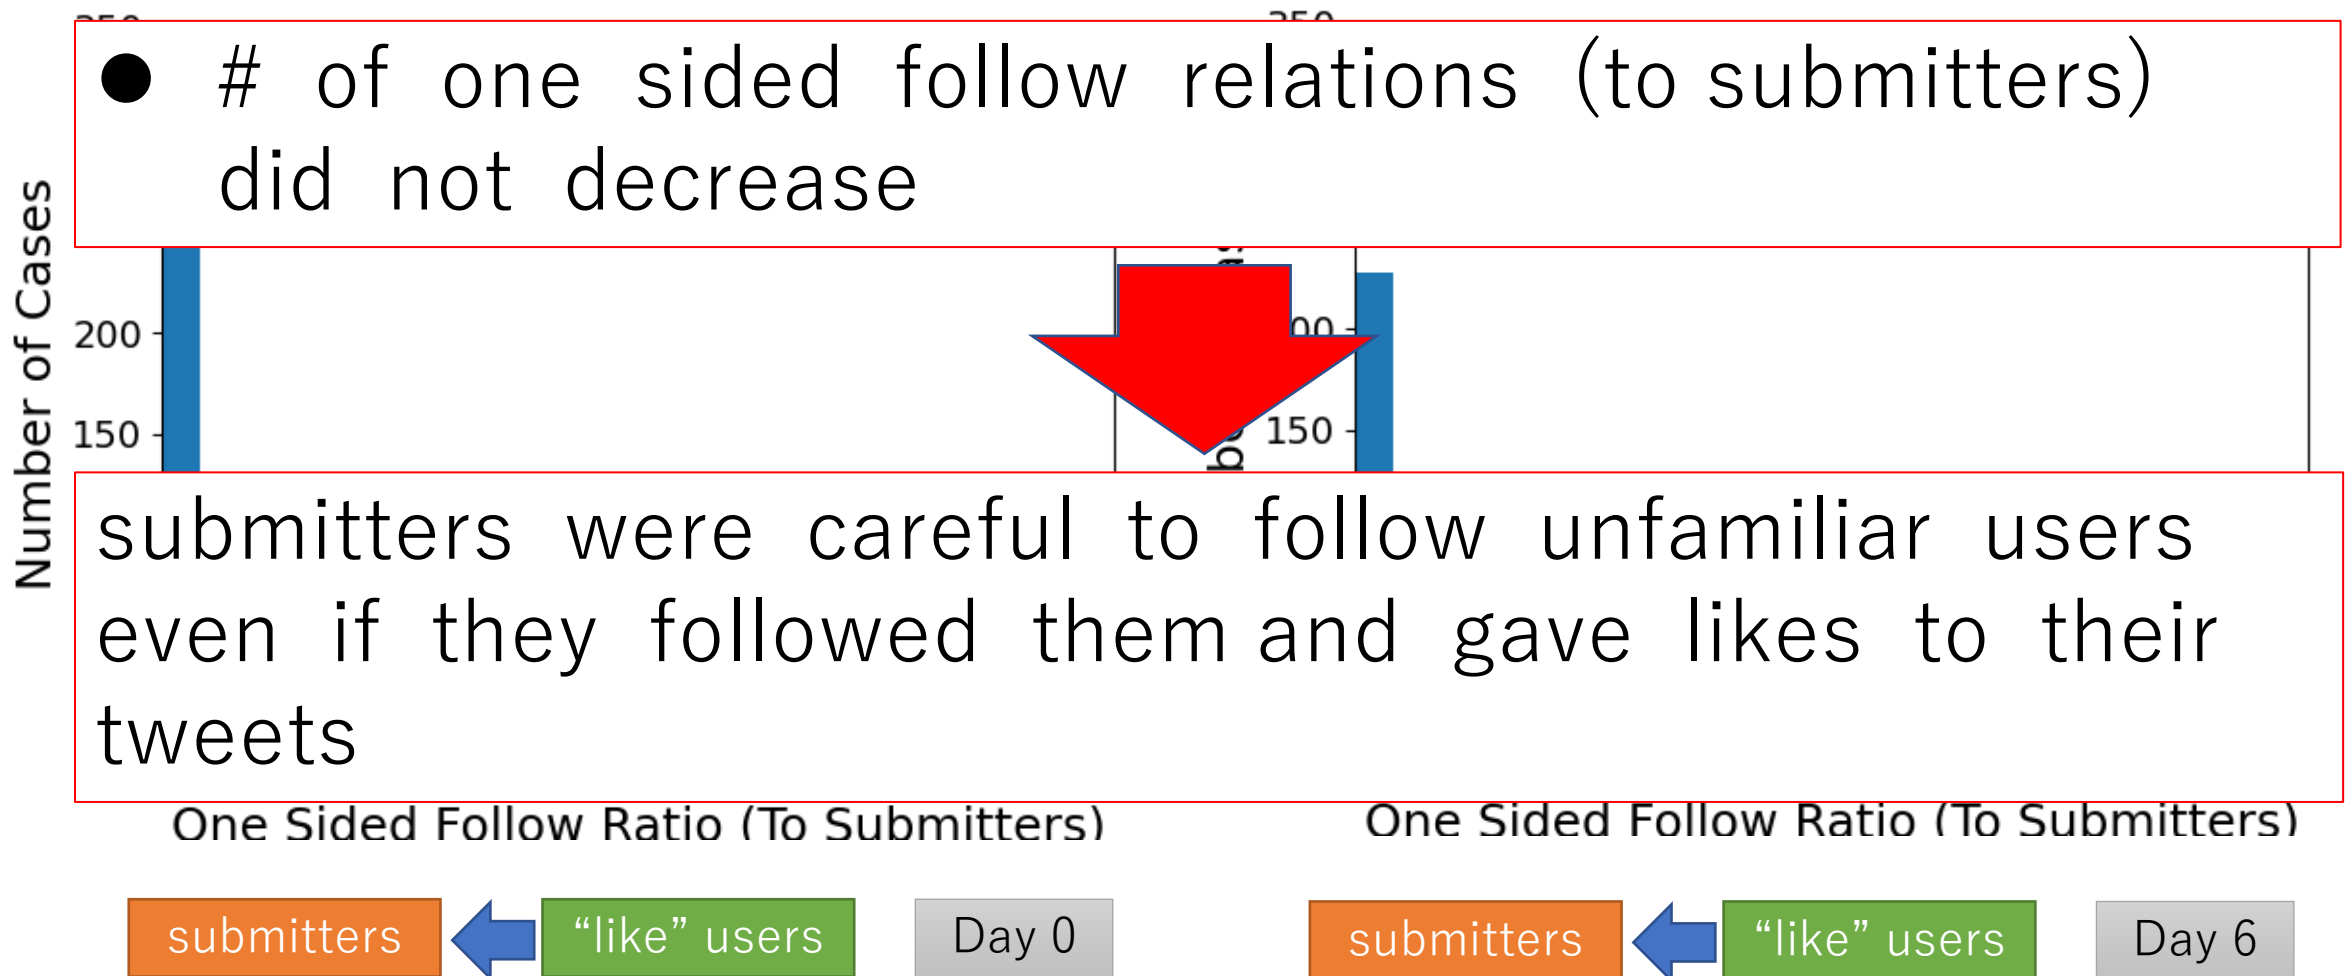 350
● # of one sided follow relations (to submitters)
did not decrease
Number of Cases
200
150
150
submitters were careful to follow unfamiliar users
even if they followed them and gave likes to their
tweets
One Sided Follow Ratio (To Submitters)
One Sided Follow Ratio (To Submitters)
submitters
“like” users
Day 0
submitters
“like” users
Day 6